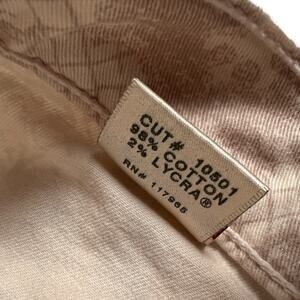 CUT# 10501
98% COTTON
2% LYCRA®
RN# 117965